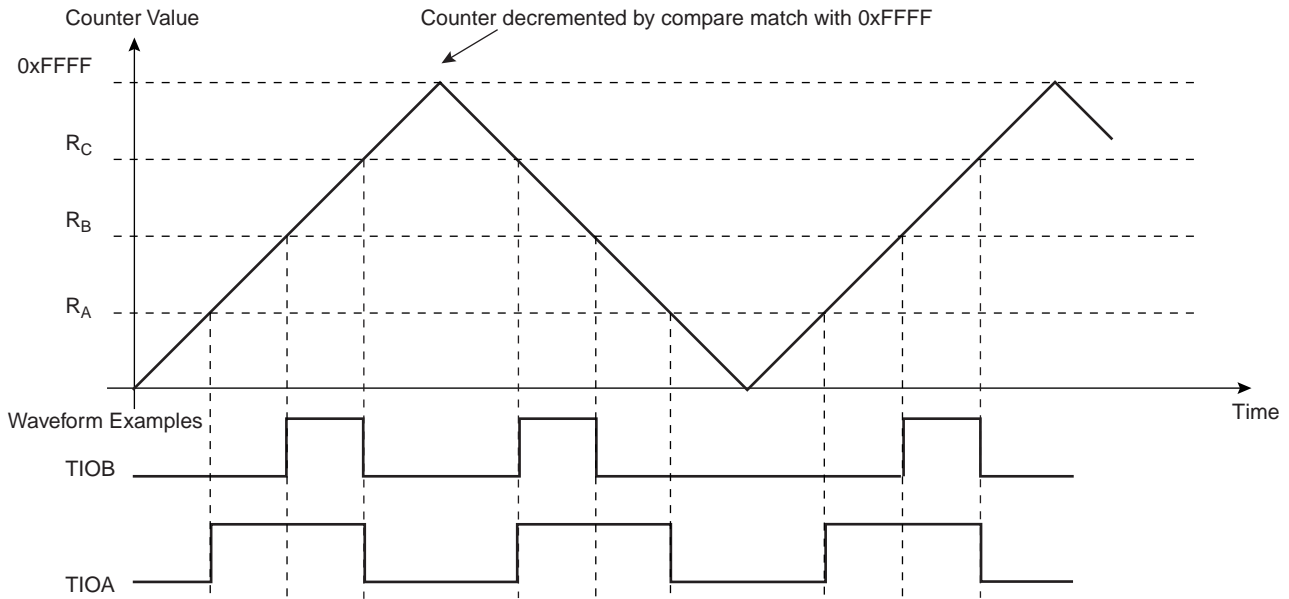 Counter Value
Counter decremented by compare match with 0xFFFF
0xFFFF
RC
RB
RA
Time
Waveform Examples
TIOB
TIOA